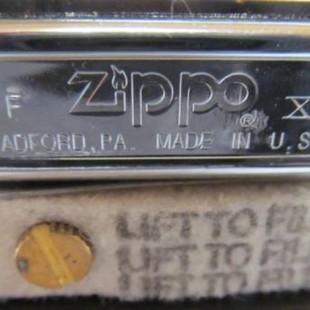 F Zippo ® X
ADFORD, PA. MADE IN U.S
LIFT TO FIL
LIFT TO FIL
LIFT TO FIL